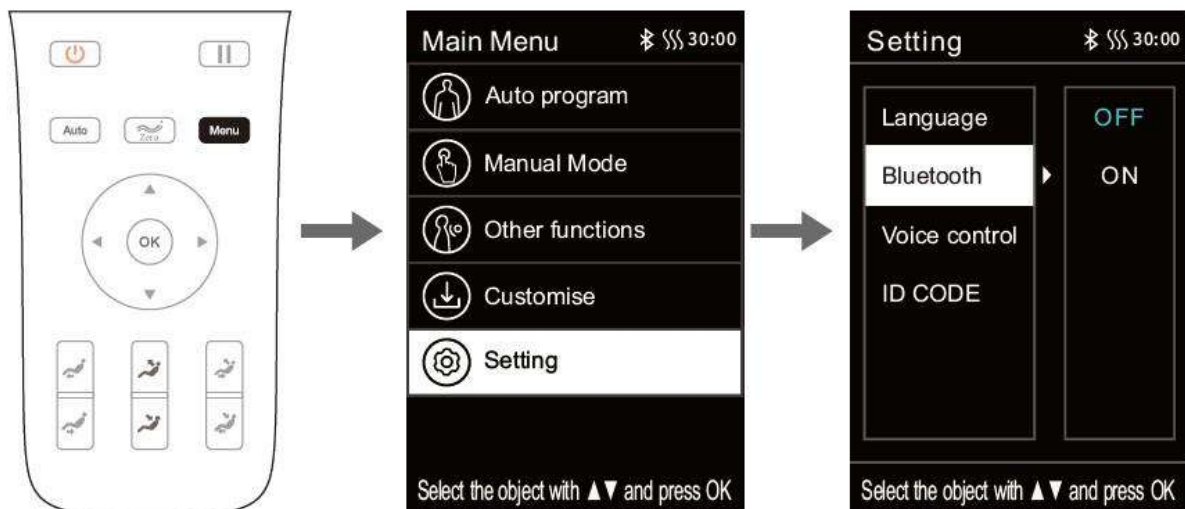 Auto
Zero
Menu
OK
Main Menu
30:00
Auto program
Manual Mode
Other functions
Customise
Setting
Select the object with ▲▼ and press OK
Setting
30:00
Language
OFF
Bluetooth
ON
Voice control
ID CODE
Select the object with ▲▼ and press OK